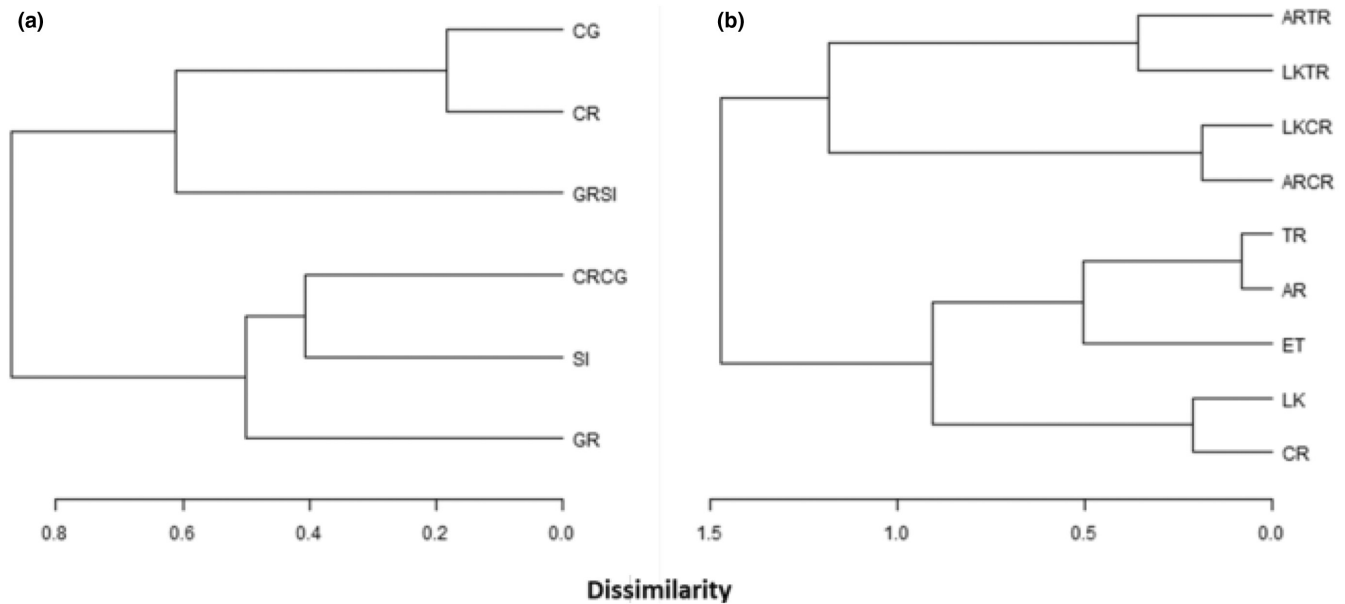 (a)
CG
CR
GRSI
CRCG
SI
GR
0.8 0.6 0.4 0.2 0.0
(b)
ARTR
LKTR
LKCR
ARCR
TR
AR
ET
LK
CR
1.5 1.0 0.5 0.0
Dissimilarity